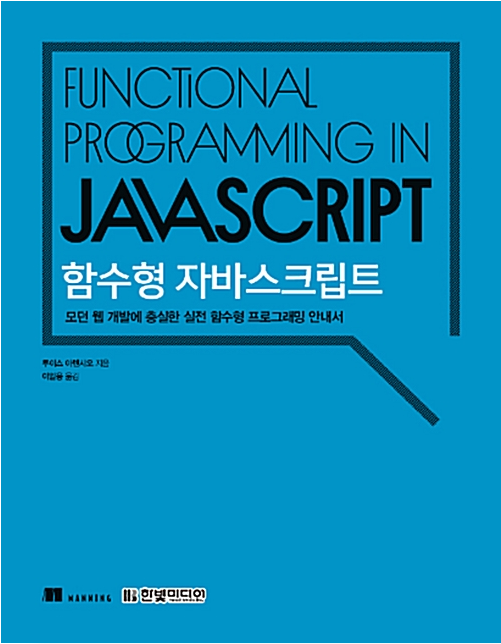 FUNCTIONAL
PROGRAMMING IN
JAVASCRIPT
함수형 자바스크립트
모던 웹 개발에 충실한 실전 함수형 프로그래밍 안내서
루이스 아텐시오 지음
이일웅 옮김
MANNING 한빛미디어